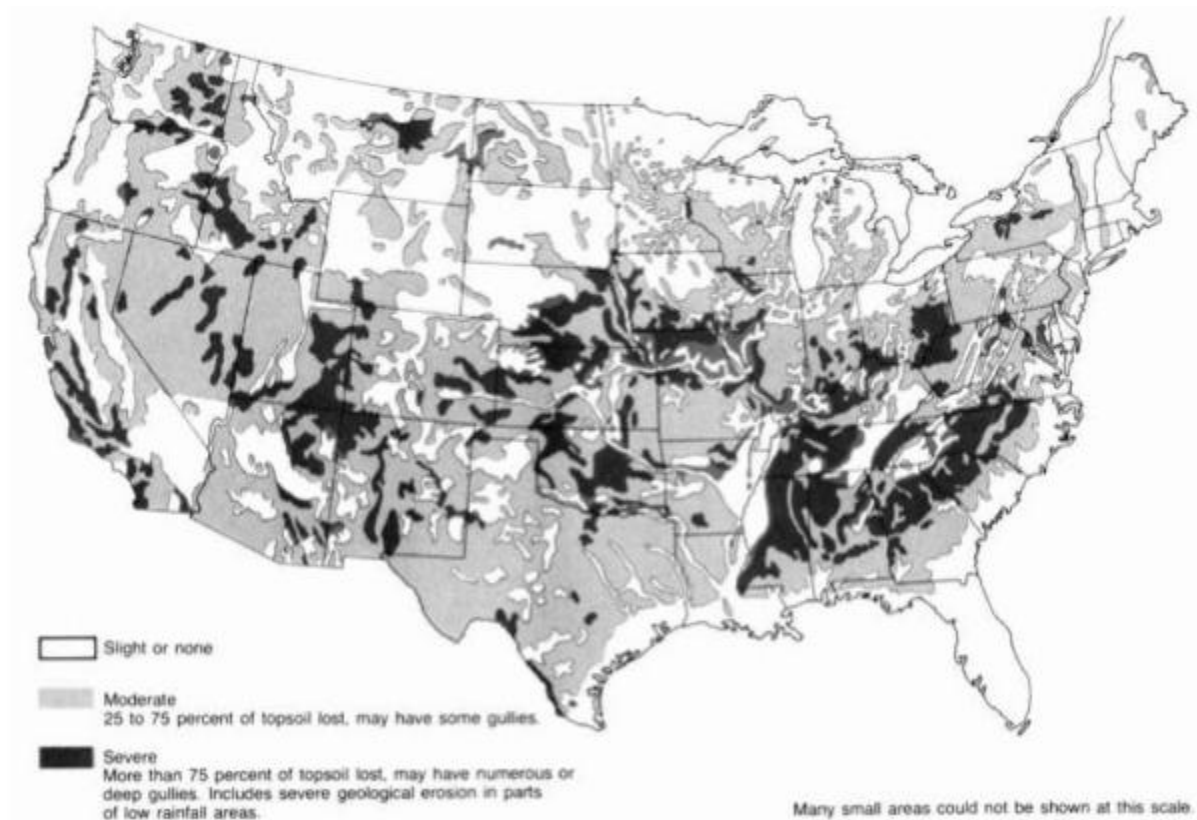 Slight or none
Moderate
25 to 75 percent of topsoil lost, may have some gullies.
Severe
More than 75 percent of topsoil lost, may have numerous or
deep gullies. Includes severe geological erosion in parts
of low rainfall areas.
Many small areas could not be shown at this scale.